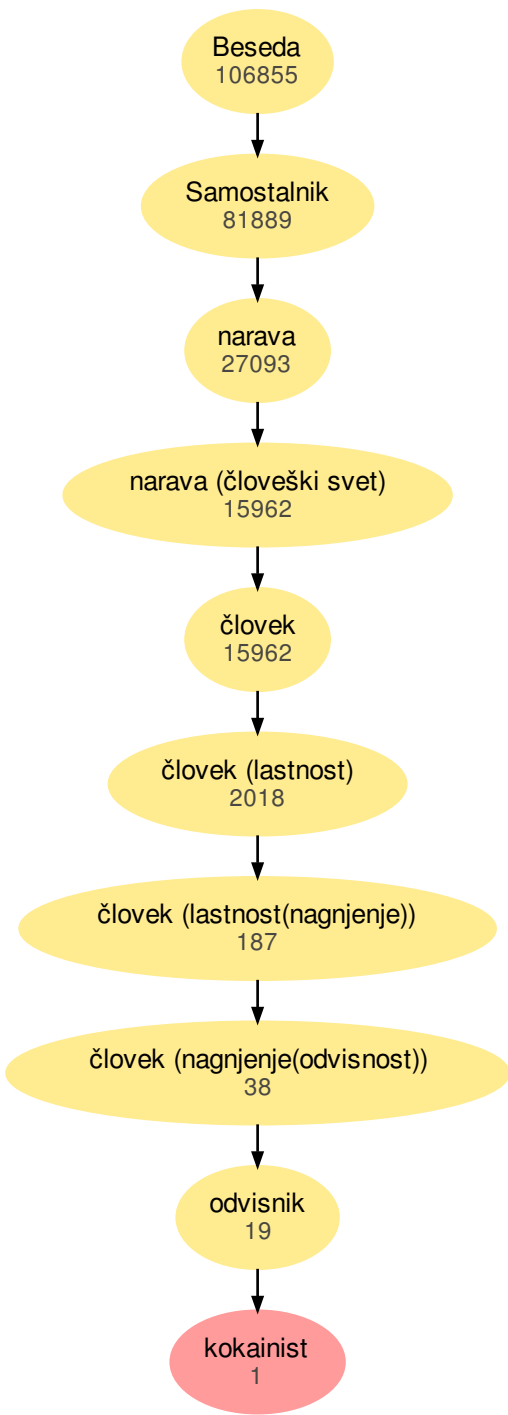 Beseda
106855
Samostalnik
81889
narava
27093
narava (človeški svet)
15962
človek
15962
človek (lastnost)
2018
človek (lastnost(nagnjenje))
187
človek (nagnjenje(odvisnost))
38
odvisnik
19
kokainist
1